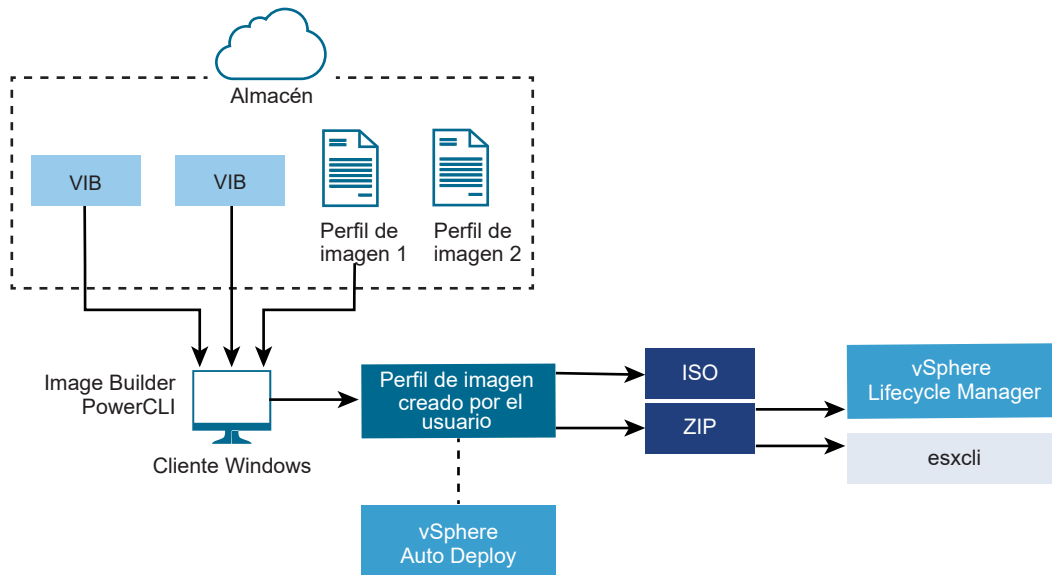 Almacén
VIB
VIB
Perfil de
imagen 1
Perfil de
imagen 2
Image Builder
PowerCLI
Cliente Windows
Perfil de imagen
creado por el
usuario
ISO
ZIP
vSphere
Lifecycle Manager
esxcli
vSphere
Auto Deploy